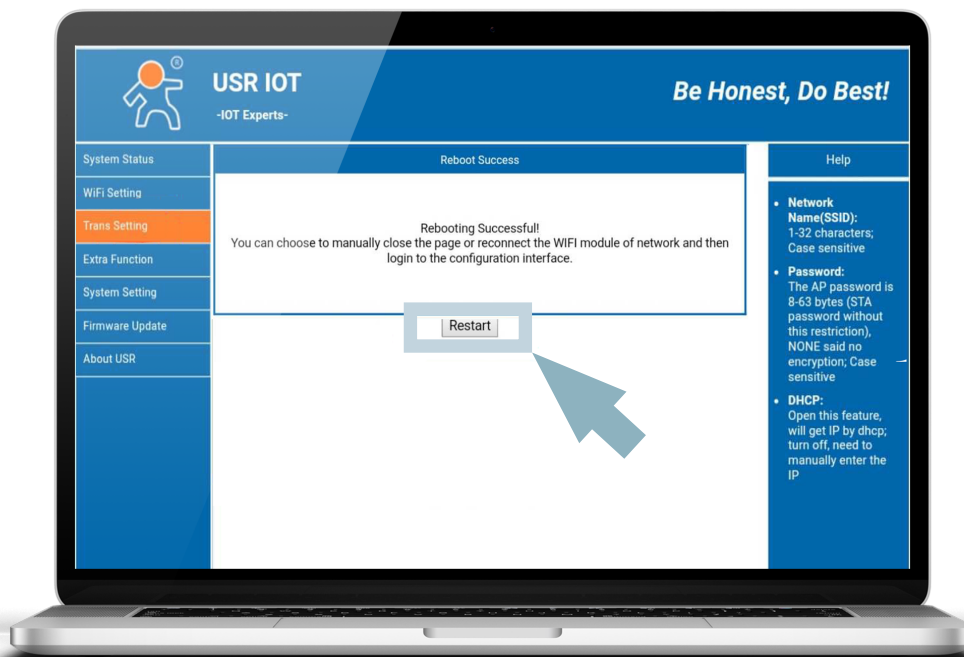 ®
USR IOT
-IOT Experts-
Be Honest, Do Best!
System Status
WiFi Setting
Trans Setting
Extra Function
System Setting
Firmware Update
About USR
Reboot Success
Rebooting Successful!
You can choose to manually close the page or reconnect the WIFI module of network and then
login to the configuration interface.
Restart
Help
• Network
Name(SSID):
1-32 characters;
Case sensitive
• Password:
The AP password is
8-63 bytes (STA
password without
this restriction),
NONE said no
encryption; Case
sensitive
• DHCP:
Open this feature,
will get IP by dhcp;
turn off, need to
manually enter the
IP